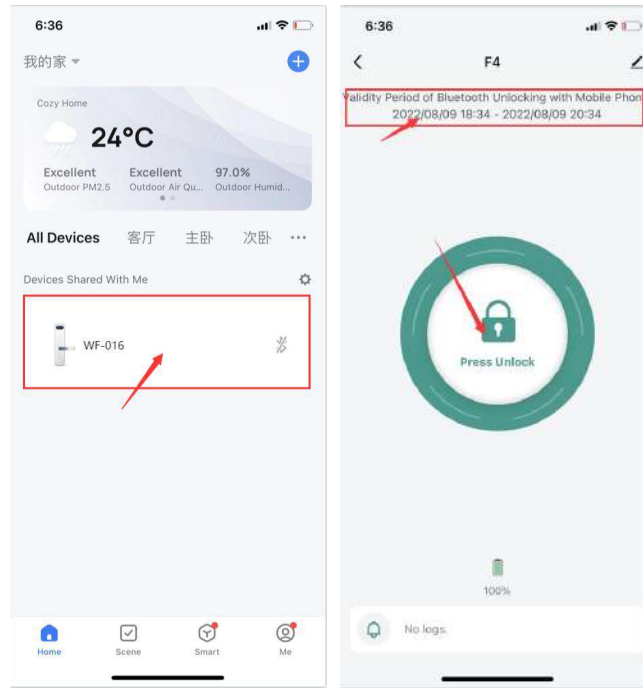 6:36
我的家
Cozy Home
24°C
Excellent
Outdoor PM2.5
Excellent
Outdoor Air Qu...
97.0%
Outdoor Humid...
All Devices 客厅 主卧 次卧 ...
Devices Shared With Me
WF-016
Home
Scene
Smart
Me
6:36
F4
Validity Period of Bluetooth Unlocking with Mobile Phon
2022/08/09 18:34 - 2022/08/09 20:34
Press Unlock
100%
No logs.